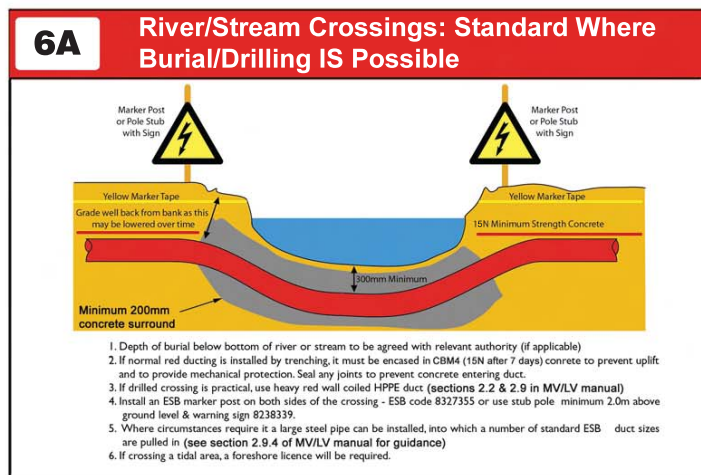 6A
River/Stream Crossings: Standard Where
Burial/Drilling IS Possible
Marker Post
or Pole Stub
with Sign
Marker Post
or Pole Stub
with Sign
Yellow Marker Tape
Yellow Marker Tape
Grade well back from bank as this
may be lowered over time
15N Minimum Strength Concrete
300mm Minimum
Minimum 200mm
concrete surround
1. Depth of burial below bottom of river or stream to be agreed with relevant authority (if applicable)
2. If normal red ducting is installed by trenching, it must be encased in CBM4 (15N after 7 days) conrete to prevent uplift
and to provide mechanical protection. Seal any joints to prevent concrete entering duct.
3. If drilled crossing is practical, use heavy red wall coiled HPPE duct (sections 2.2 & 2.9 in MV/LV manual)
4. Install an ESB marker post on both sides of the crossing - ESB code 8327355 or use stub pole minimum 2.0m above
ground level & warning sign 8238339.
5. Where circumstances require it a large steel pipe can be installed, into which a number of standard ESB duct sizes
are pulled in (see section 2.9.4 of MV/LV manual for guidance)
6. If crossing a tidal area, a foreshore licence will be required.